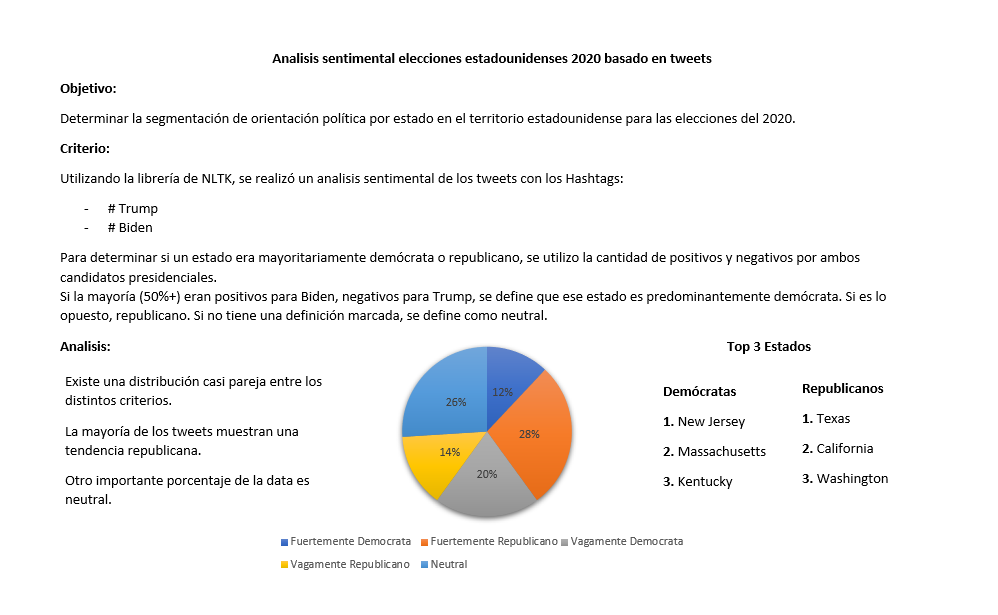 Analisis sentimental elecciones estadounidenses 2020 basado en tweets
Objetivo:
Determinar la segmentación de orientación política por estado en el territorio estadounidense para las elecciones del 2020.
Criterio:
Utilizando la librería de NLTK, se realizó un analisis sentimental de los tweets con los Hashtags:
- # Trump
- # Biden
Para determinar si un estado era mayoritariamente demócrata o republicano, se utilizo la cantidad de positivos y negativos por ambos
candidatos presidenciales.
Si la mayoría (50%+) eran positivos para Biden, negativos para Trump, se define que ese estado es predominantemente demócrata. Si es lo
opuesto, republicano. Si no tiene una definición marcada, se define como neutral.
Analisis:
Existe una distribución casi pareja entre los
distintos criterios.
La mayoría de los tweets muestran una
tendencia republicana.
Otro importante porcentaje de la data es
neutral.
12%
28%
20%
14%
26%
Fuertemente Democrata
Fuertemente Republicano
Vagamente Democrata
Vagamente Republicano
Neutral
Top 3 Estados
Demócratas
1. New Jersey
2. Massachusetts
3. Kentucky
Republicanos
1. Texas
2. California
3. Washington